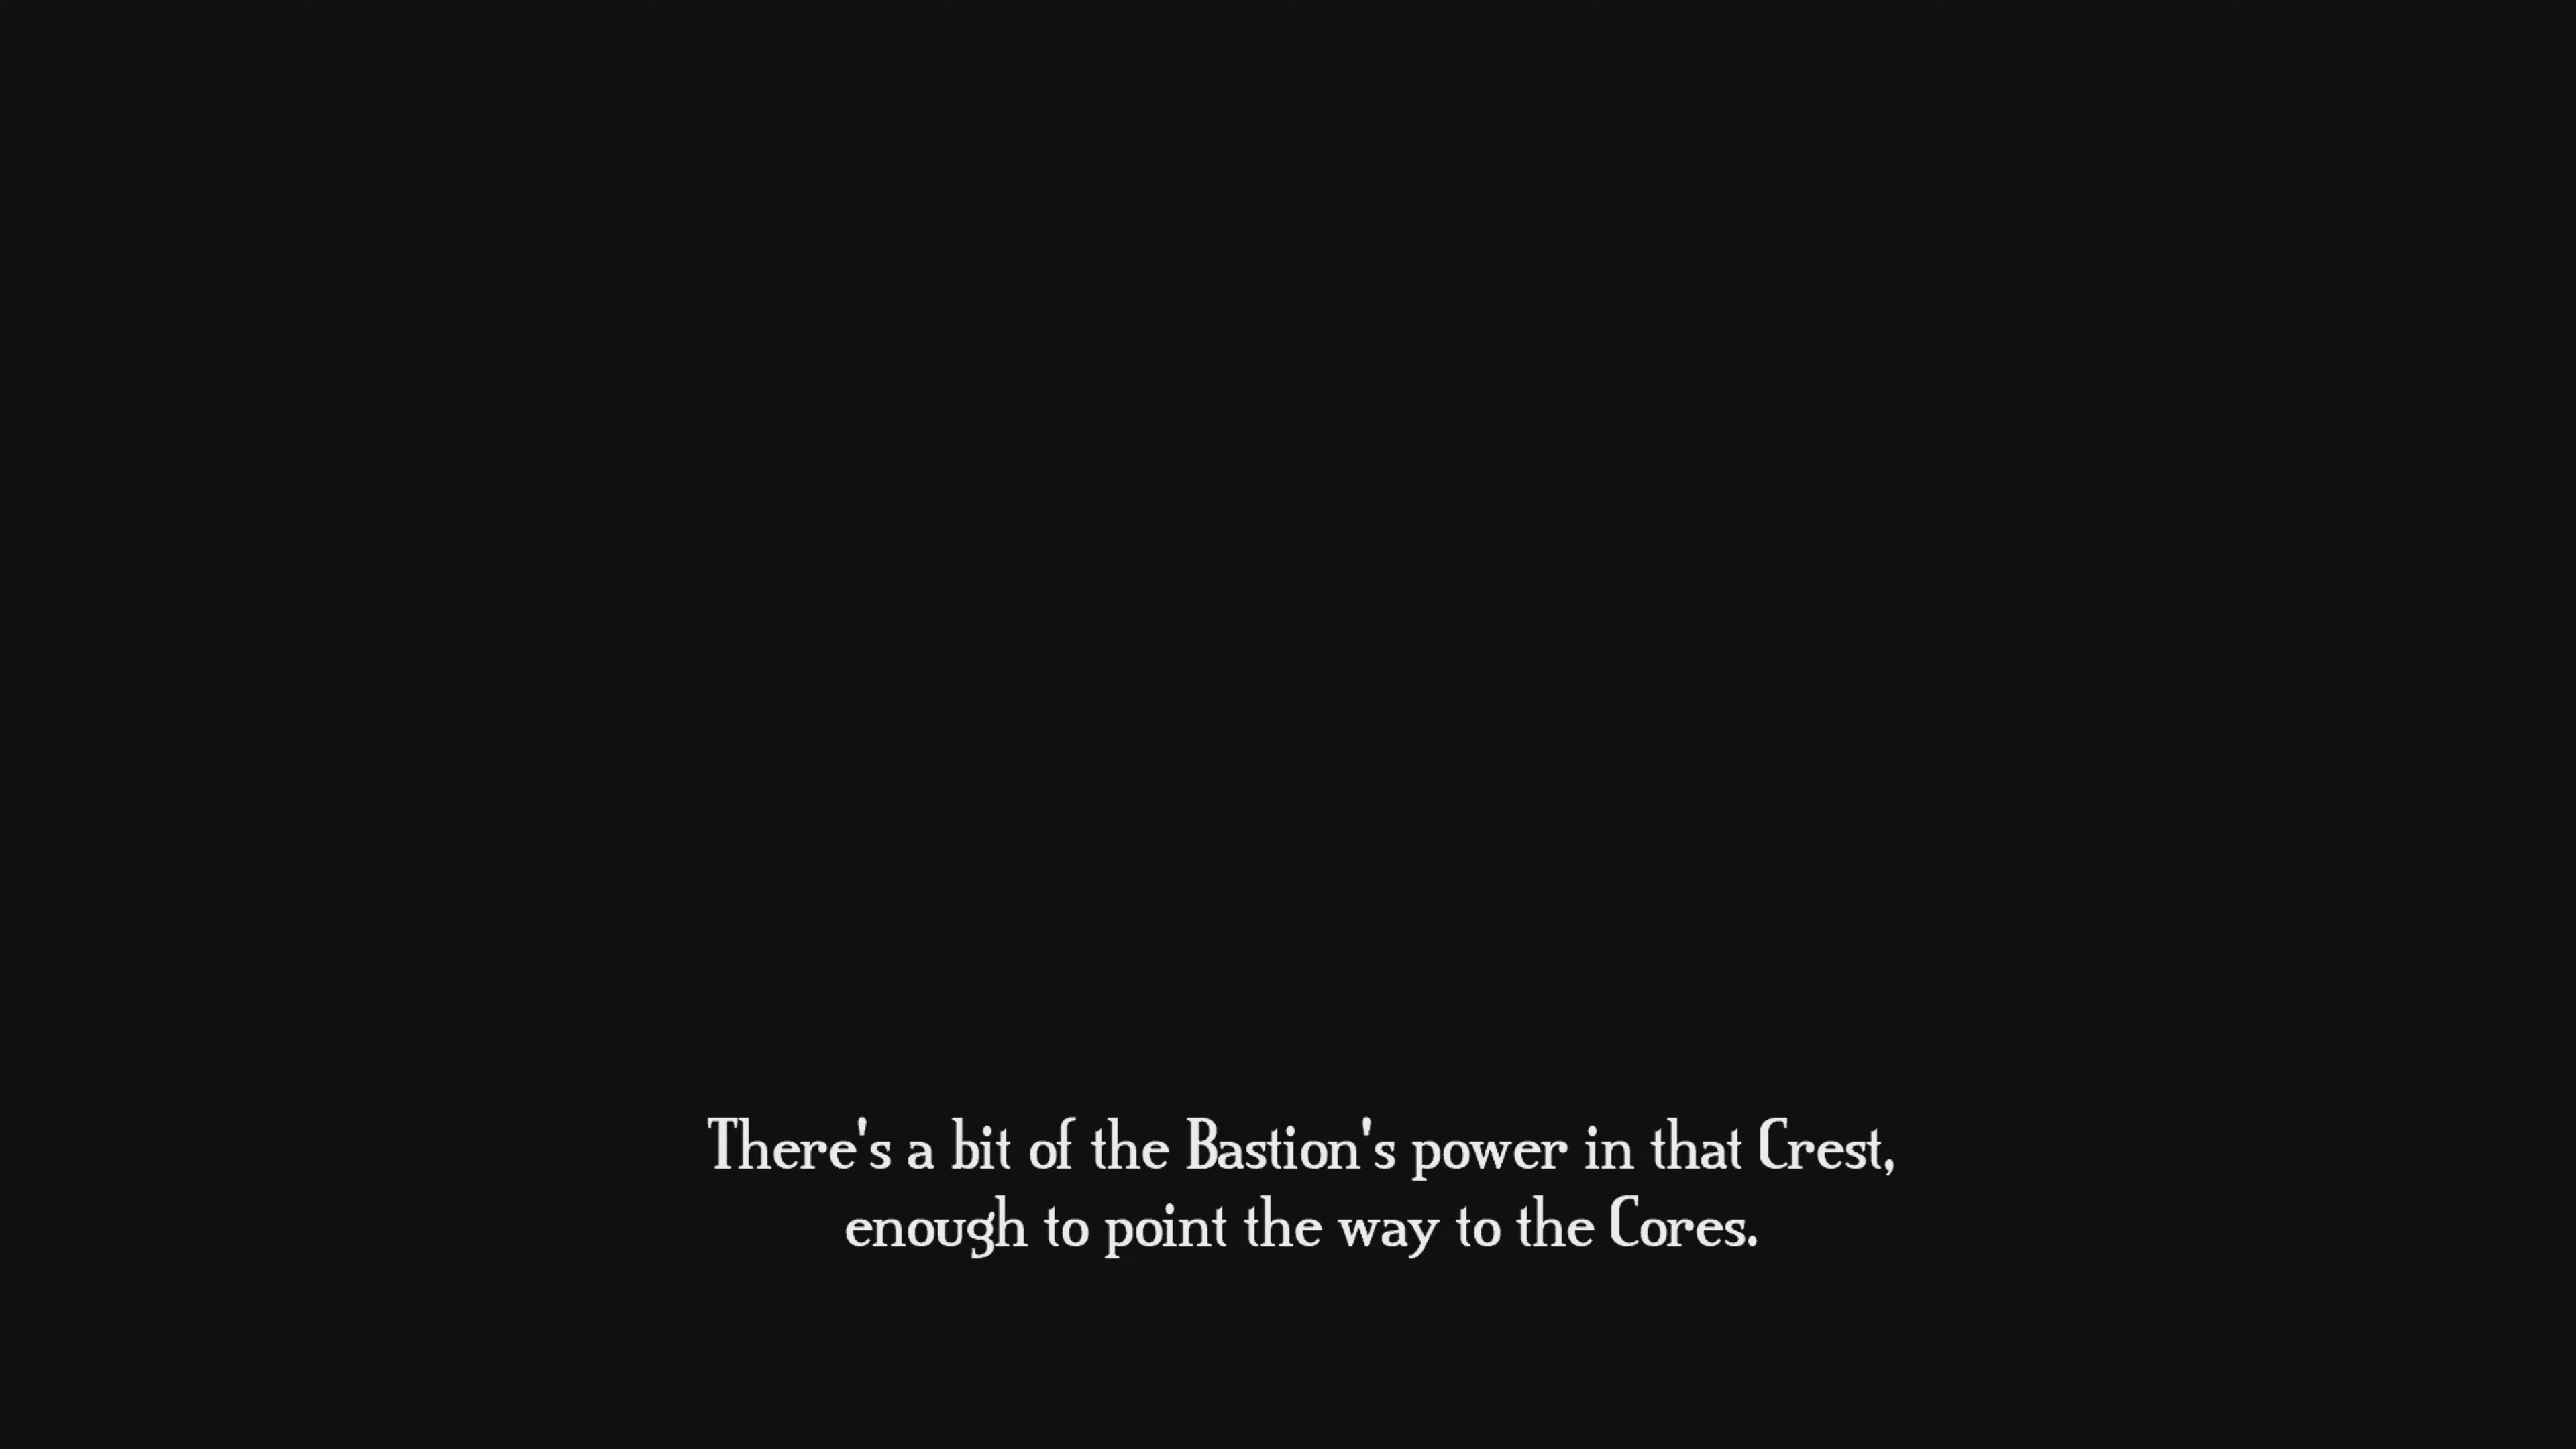 There's a bit of the Bastion's power in that Crest,
enough to point the way to the Cores.